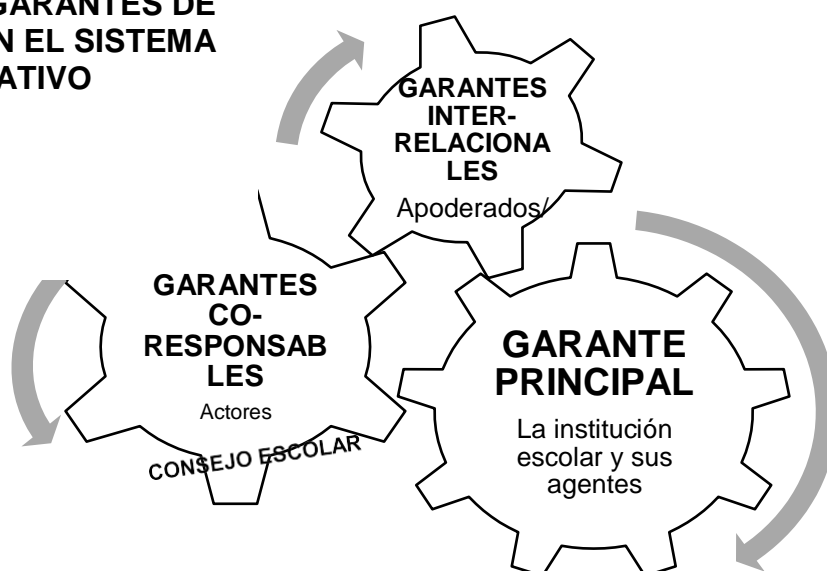 GARANTES DE
N EL SISTEMA
ATIVO
GARANTES
INTER-
RELACIONA
LES
Apoderados/
GARANTES
CO-
RESPONSAB
LES
Actores
CONSEJO ESCOLAR
GARANTE
PRINCIPAL
La institución
escolar y sus
agentes